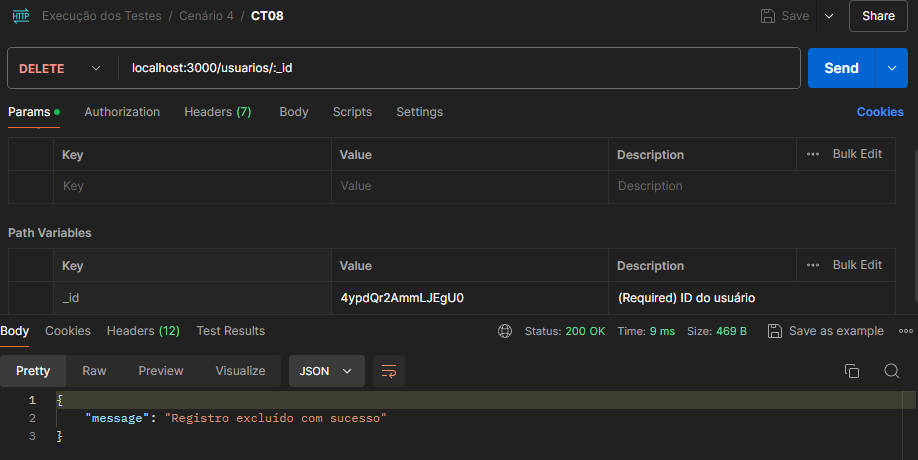 HTTP Execução dos Testes / Cenário 4 / CT08 Save Share
DELETE localhost:3000/usuarios/:_id Send
Params Authorization Headers (7) Body Scripts Settings Cookies
Key Value Description ••• Bulk Edit
Key Value Description
Path Variables
Key Value Description ••• Bulk Edit
_id 4ypdQr2AmmLJEgU0 (Required) ID do usuário
Body Cookies Headers (12) Test Results Status: 200 OK Time: 9 ms Size: 469 B Save as example
Pretty Raw Preview Visualize JSON
1 {
2 "message": "Registro excluído com sucesso"
3 }